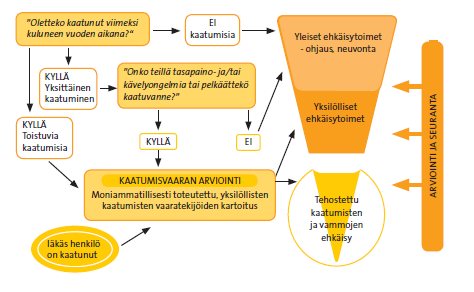 "Oletteko kaatunut viimeksi
kuluneen vuoden aikana?"
EI
kaatumisia
Yleiset ehkäisytoimet
- ohjaus, neuvonta
KYLLÄ
Yksittäinen
kaatuminen
"Onko teillä tasapaino- ja/tai
kävelyongelmia tai pelkäättekö
kaatuvanne?"
Yksilölliset
ehkäisytoimet
KYLLÄ
Toistuvia
kaatumisia
KYLLÄ
EI
KAATUMISVAARAN ARVIOINTI
Moniammatillisesti toteutettu, yksilöllisten
kaatumisten vaaratekijöiden kartoitus
Tehostettu
kaatumisten
ja vammojen
ehkäisy
Iäkäs henkilö
on kaatunut
ARVIOINTI JA SEURANTA